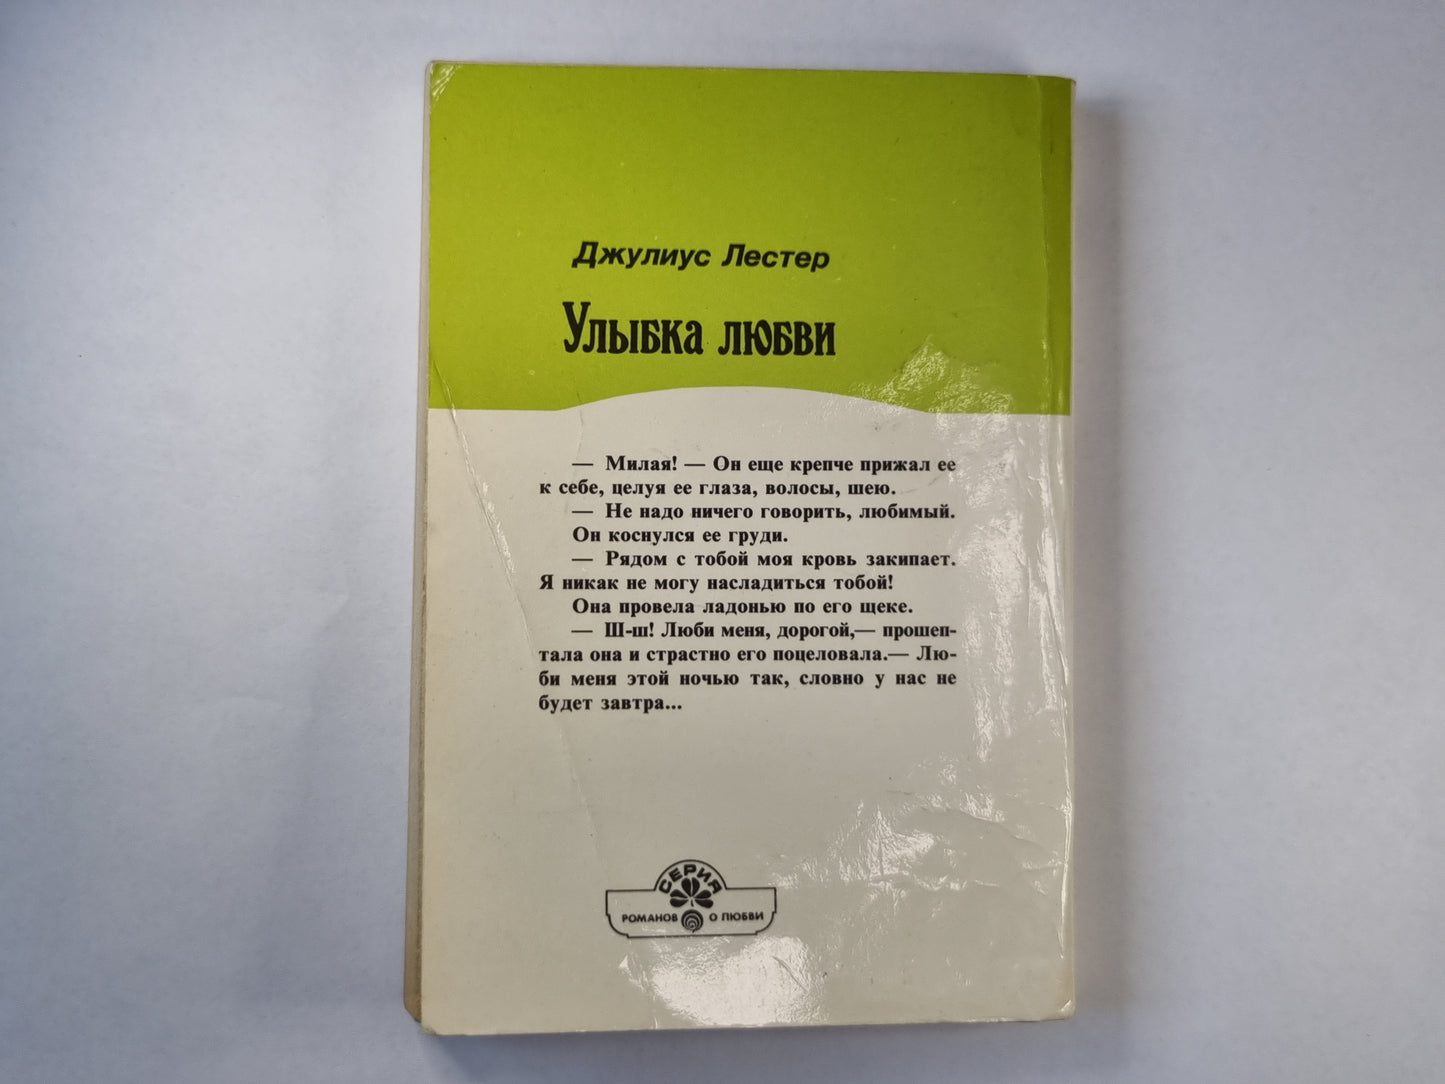 Джулиус Лестер
Улыбка любви
— Милая! — Он еще крепче прижал ее
к себе, целуя ее глаза, волосы, шею.
— Не надо ничего говорить, любимый.
Он коснулся ее груди.
— Рядом с тобой моя кровь закипает.
Я никак не могу насладиться тобой!
Она провела ладонью по его щеке.
— Ш-ш! Люби меня, дорогой,— прошеп-
тала она и страстно его поцеловала.— Лю-
би меня этой ночью так, словно у нас не
будет завтра...
СЕРИЯ
РОМАНОВ О ЛЮБВИ